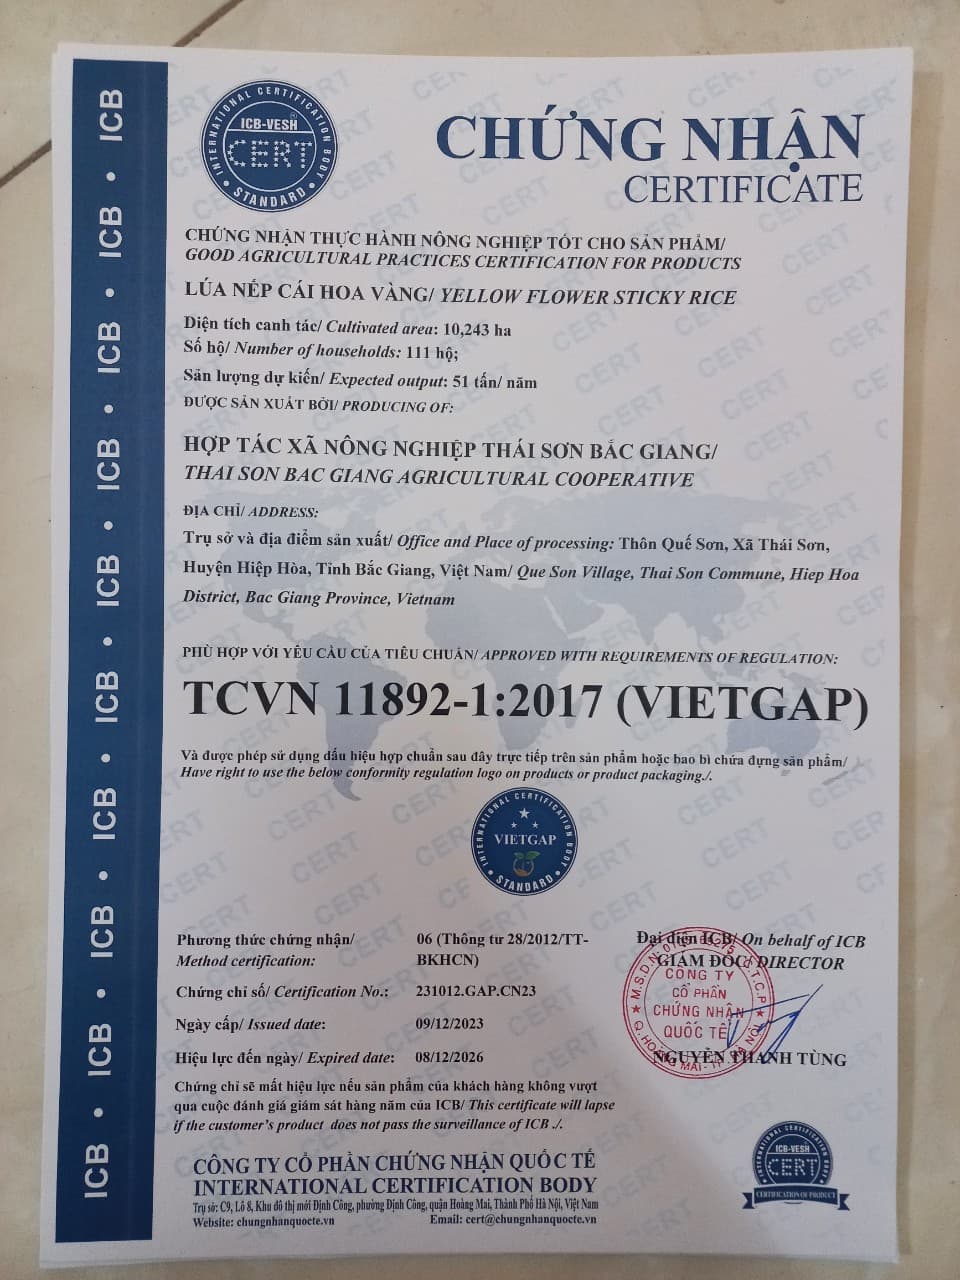 ICB • ICB • ICB • ICB • ICB • ICB • ICB • ICB • ICB • ICB
INTERNATIONAL CERTIFICATION BODY
ICB-VESH
CERT
STANDARD
CHỨNG NHẬN
CERTIFICATE
CHỨNG NHẬN THỰC HÀNH NÔNG NGHIỆP TỐT CHO SẢN PHẨM/
GOOD AGRICULTURAL PRACTICES CERTIFICATION FOR PRODUCTS
LÚA NẾP CÁI HOA VÀNG/ YELLOW FLOWER STICKY RICE
Diện tích canh tác/ Cultivated area: 10,243 ha
Số hộ/ Number of households: 111 hộ;
Sản lượng dự kiến/ Expected output: 51 tấn/ năm
ĐƯỢC SẢN XUẤT BỞI/ PRODUCING OF:
HỢP TÁC XÃ NÔNG NGHIỆP THÁI SƠN BẮC GIANG/
THAI SON BAC GIANG AGRICULTURAL COOPERATIVE
ĐỊA CHỈ/ ADDRESS:
Trụ sở và địa điểm sản xuất/ Office and Place of processing: Thôn Quế Sơn, Xã Thái Sơn,
Huyện Hiệp Hòa, Tỉnh Bắc Giang, Việt Nam/ Que Son Village, Thai Son Commune, Hiep Hoa
District, Bac Giang Province, Vietnam
PHÙ HỢP VỚI YÊU CẦU CỦA TIÊU CHUẨN/ APPROVED WITH REQUIREMENTS OF REGULATION:
TCVN 11892-1:2017 (VIETGAP)
Và được phép sử dụng dấu hiệu hợp chuẩn sau đây trực tiếp trên sản phẩm hoặc bao bì chứa đựng sản phẩm/
Have right to use the below conformity regulation logo on products or product packaging./.
INTERNATIONAL CERTIFICATION BODY
VIETGAP
STANDARD
Phương thức chứng nhận/ 06 (Thông tư 28/2012/TT-
Method certification: BKHCN)
Chứng chỉ số/ Certification No.: 231012.GAP.CN23
Ngày cấp/ Issued date: 09/12/2023
Hiệu lực đến ngày/ Expired date: 08/12/2026
Đại diện ICB/ On behalf of ICB
GIÁM ĐỐC/ DIRECTOR
CÔNG TY
CỔ PHẦN
CHỨNG NHẬN
QUỐC TẾ
NGUYỄN THANH TÙNG
Chứng chỉ sẽ mất hiệu lực nếu sản phẩm của khách hàng không vượt
qua cuộc đánh giá giám sát hàng năm của ICB/ This certificate will lapse
if the customer's product does not pass the surveillance of ICB ./.
CÔNG TY CỔ PHẦN CHỨNG NHẬN QUỐC TẾ
INTERNATIONAL CERTIFICATION BODY
Trụ sở: C9, Lô 8, Khu đô thị mới Định Công, phường Định Công, quận Hoàng Mai, Thành Phố Hà Nội, Việt Nam
Website: chungnhanquocte.vn Email: cert@chungnhanquocte.vn
INTERNATIONAL CERTIFICATION BODY
ICB-VESH
CERT
CERTIFICATION OF PRODUCT